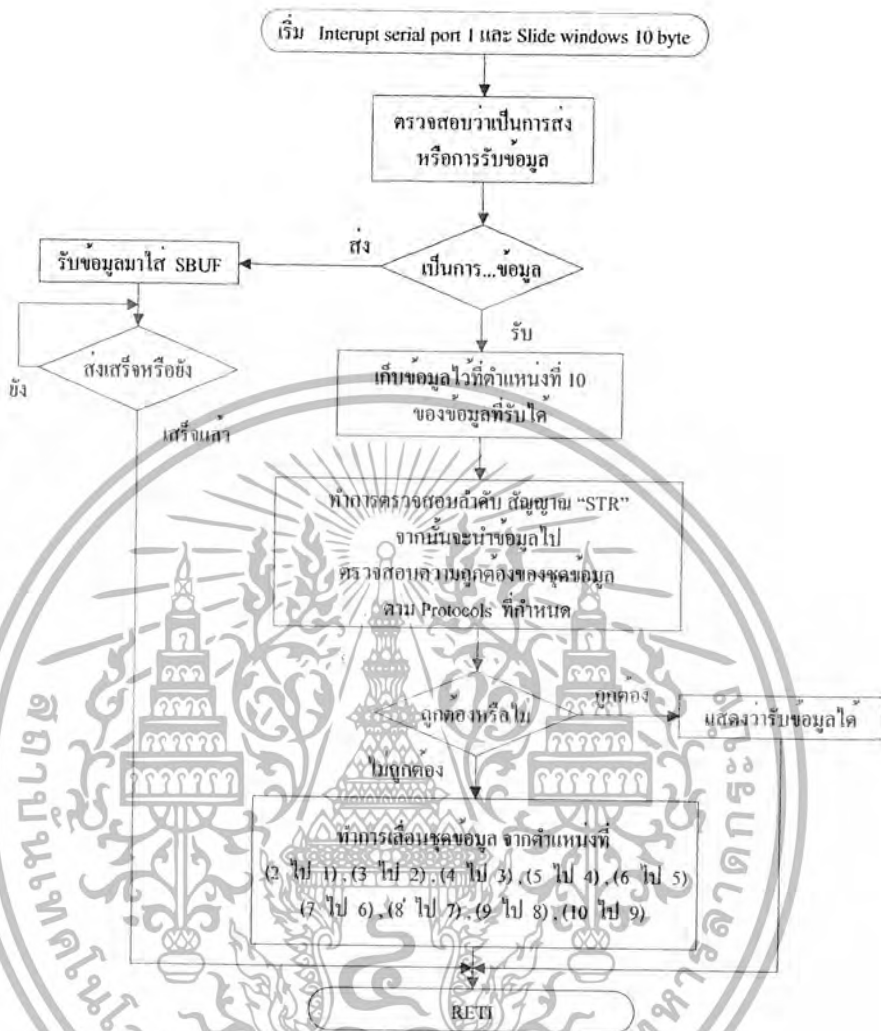 เริ่ม Interupt serial port 1 และ Slide windows 10 byte
ตรวจสอบว่าเป็นการส่ง
หรือการรับข้อมูล
ส่ง
เป็นการ...ข้อมูล
รับข้อมูลมาใส่ SBUF
รับ
ส่งเสร็จหรือยัง
ยัง
เสร็จแล้ว
เก็บข้อมูลไว้ที่ตำแหน่งที่ 10
ของข้อมูลที่รับได้
ทำการตรวจสอบลำดับ สัญญาณ “STR”
จากนั้นจะนำข้อมูลไป
ตรวจสอบความถูกต้องของชุดข้อมูล
ตาม Protocols ที่กำหนด
ถูกต้องหรือไม่
ถูกต้อง
แสดงว่ารับข้อมูลได้
ไม่ถูกต้อง
ทำการเลื่อนชุดข้อมูล จากตำแหน่งที่
(2 ไป 1),(3 ไป 2),(4 ไป 3),(5 ไป 4),(6 ไป 5)
(7 ไป 6),(8 ไป 7),(9 ไป 8),(10 ไป 9)
RETI